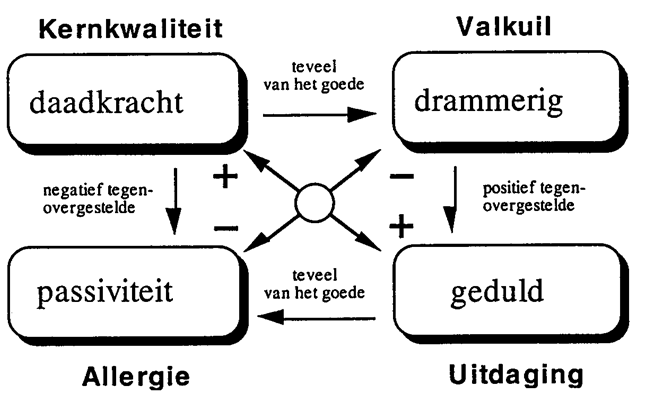 Kernkwaliteit
Valkuil
daadkracht
teveel
van het goede
drammerig
+
-
negatief tegen-
overgestelde
positief tegen-
overgestelde
-
+
passiviteit
teveel
van het goede
geduld
Allergie
Uitdaging